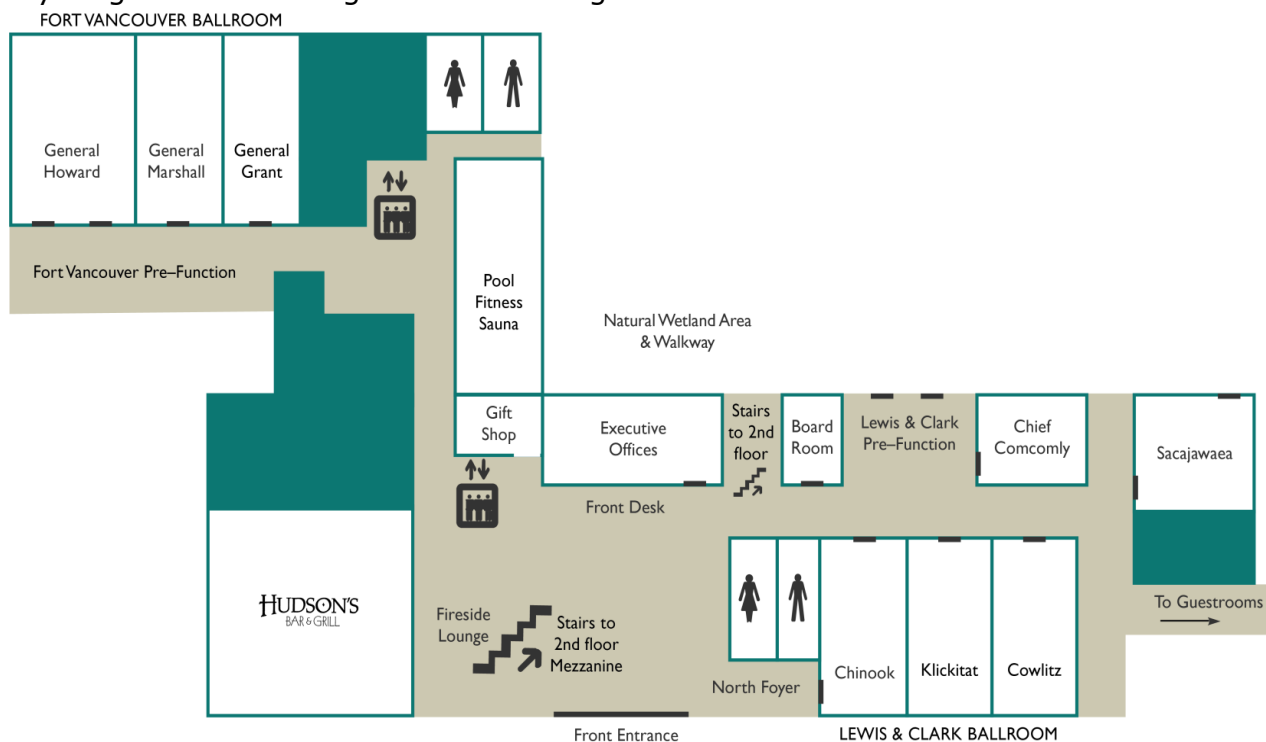 FORT VANCOUVER BALLROOM
General
Howard
General
Marshall
General
Grant
Fort Vancouver Pre–Function
Pool
Fitness
Sauna
Natural Wetland Area
& Walkway
Gift
Shop
Executive
Offices
Stairs
to 2nd
floor
Board
Room
Lewis & Clark
Pre–Function
Chief
Comcomly
Sacajawaea
Front Desk
HUDSON'S
BAR & GRILL
Fireside
Lounge
Stairs to
2nd floor
Mezzanine
To Guestrooms
North Foyer
Chinook
Klickitat
Cowlitz
Front Entrance
LEWIS & CLARK BALLROOM